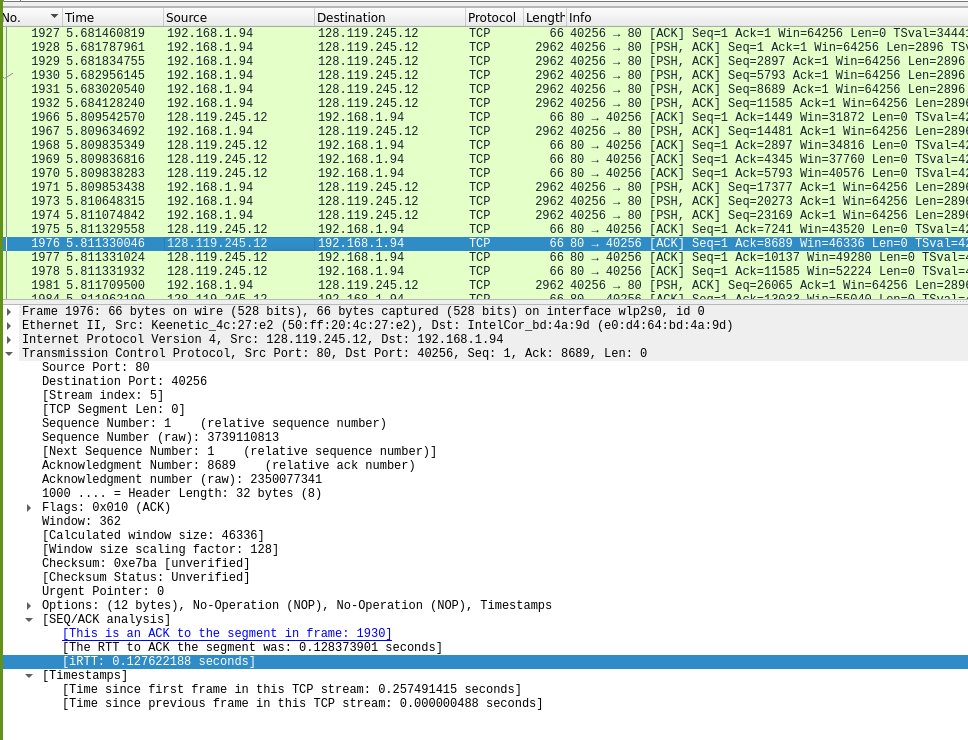 No. Time Source Destination Protocol Length Info
1927 5.681460819 192.168.1.94 128.119.245.12 TCP 66 40256 → 80 [ACK] Seq=1 Ack=1 Win=64256 Len=0 TSval=34441
1928 5.681787961 192.168.1.94 128.119.245.12 TCP 2962 40256 → 80 [PSH, ACK] Seq=1 Ack=1 Win=64256 Len=2896 TSv
1929 5.681834755 192.168.1.94 128.119.245.12 TCP 2962 40256 → 80 [PSH, ACK] Seq=2897 Ack=1 Win=64256 Len=2896
1930 5.682956145 192.168.1.94 128.119.245.12 TCP 2962 40256 → 80 [PSH, ACK] Seq=5793 Ack=1 Win=64256 Len=2896
1931 5.683020540 192.168.1.94 128.119.245.12 TCP 2962 40256 → 80 [PSH, ACK] Seq=8689 Ack=1 Win=64256 Len=2896
1932 5.684128240 192.168.1.94 128.119.245.12 TCP 2962 40256 → 80 [PSH, ACK] Seq=11585 Ack=1 Win=64256 Len=2896
1966 5.809542570 128.119.245.12 192.168.1.94 TCP 66 80 → 40256 [ACK] Seq=1 Ack=1449 Win=31872 Len=0 TSval=42
1967 5.809634692 192.168.1.94 128.119.245.12 TCP 2962 40256 → 80 [PSH, ACK] Seq=14481 Ack=1 Win=64256 Len=2896
1968 5.809835349 128.119.245.12 192.168.1.94 TCP 66 80 → 40256 [ACK] Seq=1 Ack=2897 Win=34816 Len=0 TSval=42
1969 5.809836816 128.119.245.12 192.168.1.94 TCP 66 80 → 40256 [ACK] Seq=1 Ack=4345 Win=37760 Len=0 TSval=42
1970 5.809838283 128.119.245.12 192.168.1.94 TCP 66 80 → 40256 [ACK] Seq=1 Ack=5793 Win=40576 Len=0 TSval=42
1971 5.809853438 192.168.1.94 128.119.245.12 TCP 2962 40256 → 80 [PSH, ACK] Seq=17377 Ack=1 Win=64256 Len=2896
1973 5.810648315 192.168.1.94 128.119.245.12 TCP 2962 40256 → 80 [PSH, ACK] Seq=20273 Ack=1 Win=64256 Len=2896
1974 5.811074842 192.168.1.94 128.119.245.12 TCP 2962 40256 → 80 [PSH, ACK] Seq=23169 Ack=1 Win=64256 Len=2896
1975 5.811329558 128.119.245.12 192.168.1.94 TCP 66 80 → 40256 [ACK] Seq=1 Ack=7241 Win=43520 Len=0 TSval=42
1976 5.811330046 128.119.245.12 192.168.1.94 TCP 66 80 → 40256 [ACK] Seq=1 Ack=8689 Win=46336 Len=0 TSval=42
1977 5.811331024 128.119.245.12 192.168.1.94 TCP 66 80 → 40256 [ACK] Seq=1 Ack=10137 Win=49280 Len=0 TSval=4
1978 5.811331932 128.119.245.12 192.168.1.94 TCP 66 80 → 40256 [ACK] Seq=1 Ack=11585 Win=52224 Len=0 TSval=4
1981 5.811709500 192.168.1.94 128.119.245.12 TCP 2962 40256 → 80 [PSH, ACK] Seq=26065 Ack=1 Win=64256 Len=2896
1984 5.811962190 128.119.245.12 192.168.1.94 TCP 66 80 → 40256 [ACK] Seq=1 Ack=13033 Win=55040 Len=0 TSval=4
Frame 1976: 66 bytes on wire (528 bits), 66 bytes captured (528 bits) on interface wlp2s0, id 0
Ethernet II, Src: Keenetic_4c:27:e2 (50:ff:20:4c:27:e2), Dst: IntelCor_bd:4a:9d (e0:d4:64:bd:4a:9d)
Internet Protocol Version 4, Src: 128.119.245.12, Dst: 192.168.1.94
Transmission Control Protocol, Src Port: 80, Dst Port: 40256, Seq: 1, Ack: 8689, Len: 0
Source Port: 80
Destination Port: 40256
[Stream index: 5]
[TCP Segment Len: 0]
Sequence Number: 1 (relative sequence number)
Sequence Number (raw): 3739110813
[Next Sequence Number: 1 (relative sequence number)]
Acknowledgment Number: 8689 (relative ack number)
Acknowledgment number (raw): 2350077341
1000 .... = Header Length: 32 bytes (8)
Flags: 0x010 (ACK)
Window: 362
[Calculated window size: 46336]
[Window size scaling factor: 128]
Checksum: 0xe7ba [unverified]
[Checksum Status: Unverified]
Urgent Pointer: 0
Options: (12 bytes), No-Operation (NOP), No-Operation (NOP), Timestamps
[SEQ/ACK analysis]
[This is an ACK to the segment in frame: 1930]
[The RTT to ACK the segment was: 0.128373901 seconds]
[iRTT: 0.127622188 seconds]
[Timestamps]
[Time since first frame in this TCP stream: 0.257491415 seconds]
[Time since previous frame in this TCP stream: 0.000000488 seconds]